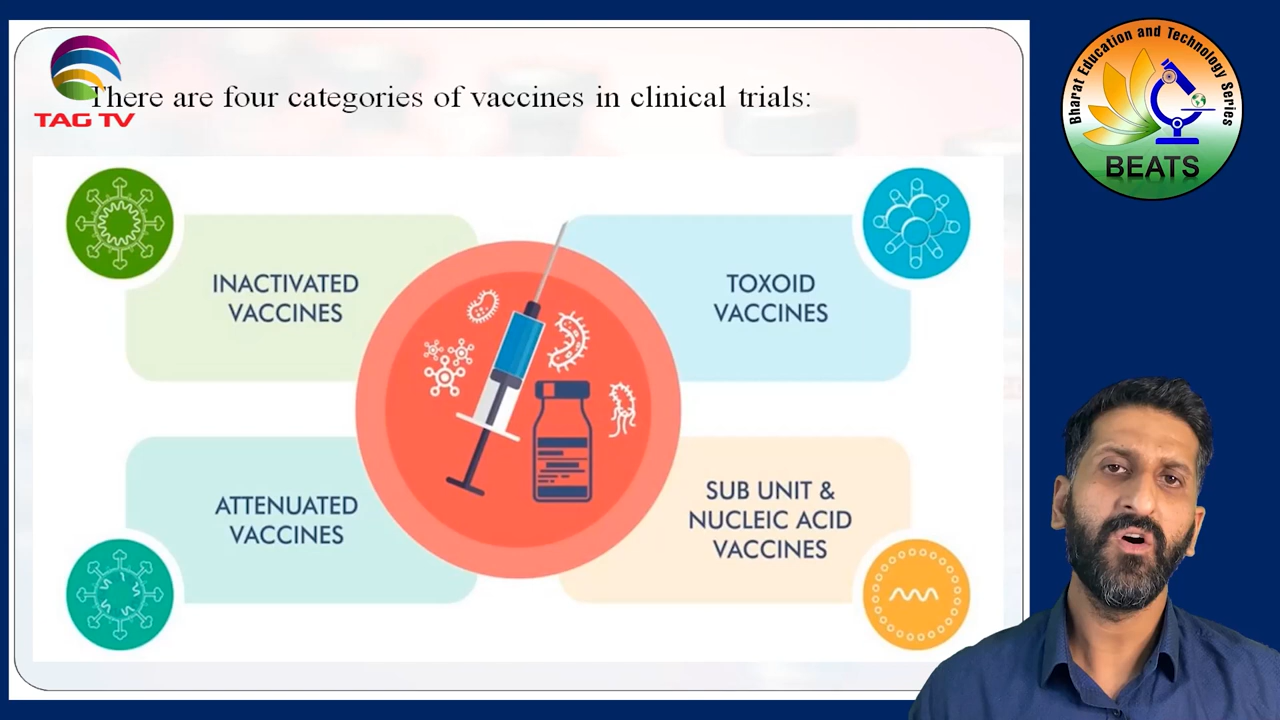 There are four categories of vaccines in clinical trials:
TAG TV
Bharat Education and Technology Series
BEATS
INACTIVATED
VACCINES
TOXOID
VACCINES
ATTENUATED
VACCINES
SUB UNIT &
NUCLEIC ACID
VACCINES